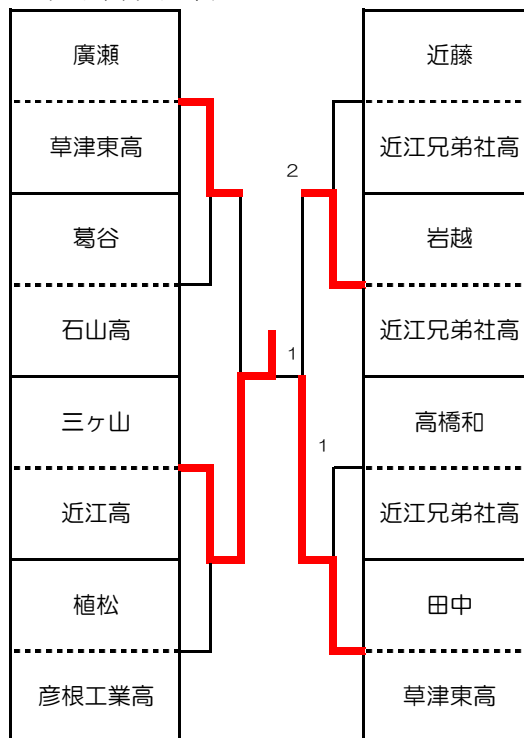 廣瀬
草津東高
葛谷
石山高
三ヶ山
近江高
植松
彦根工業高
2
1
1
近藤
近江兄弟社高
岩越
近江兄弟社高
高橋和
近江兄弟社高
田中
草津東高